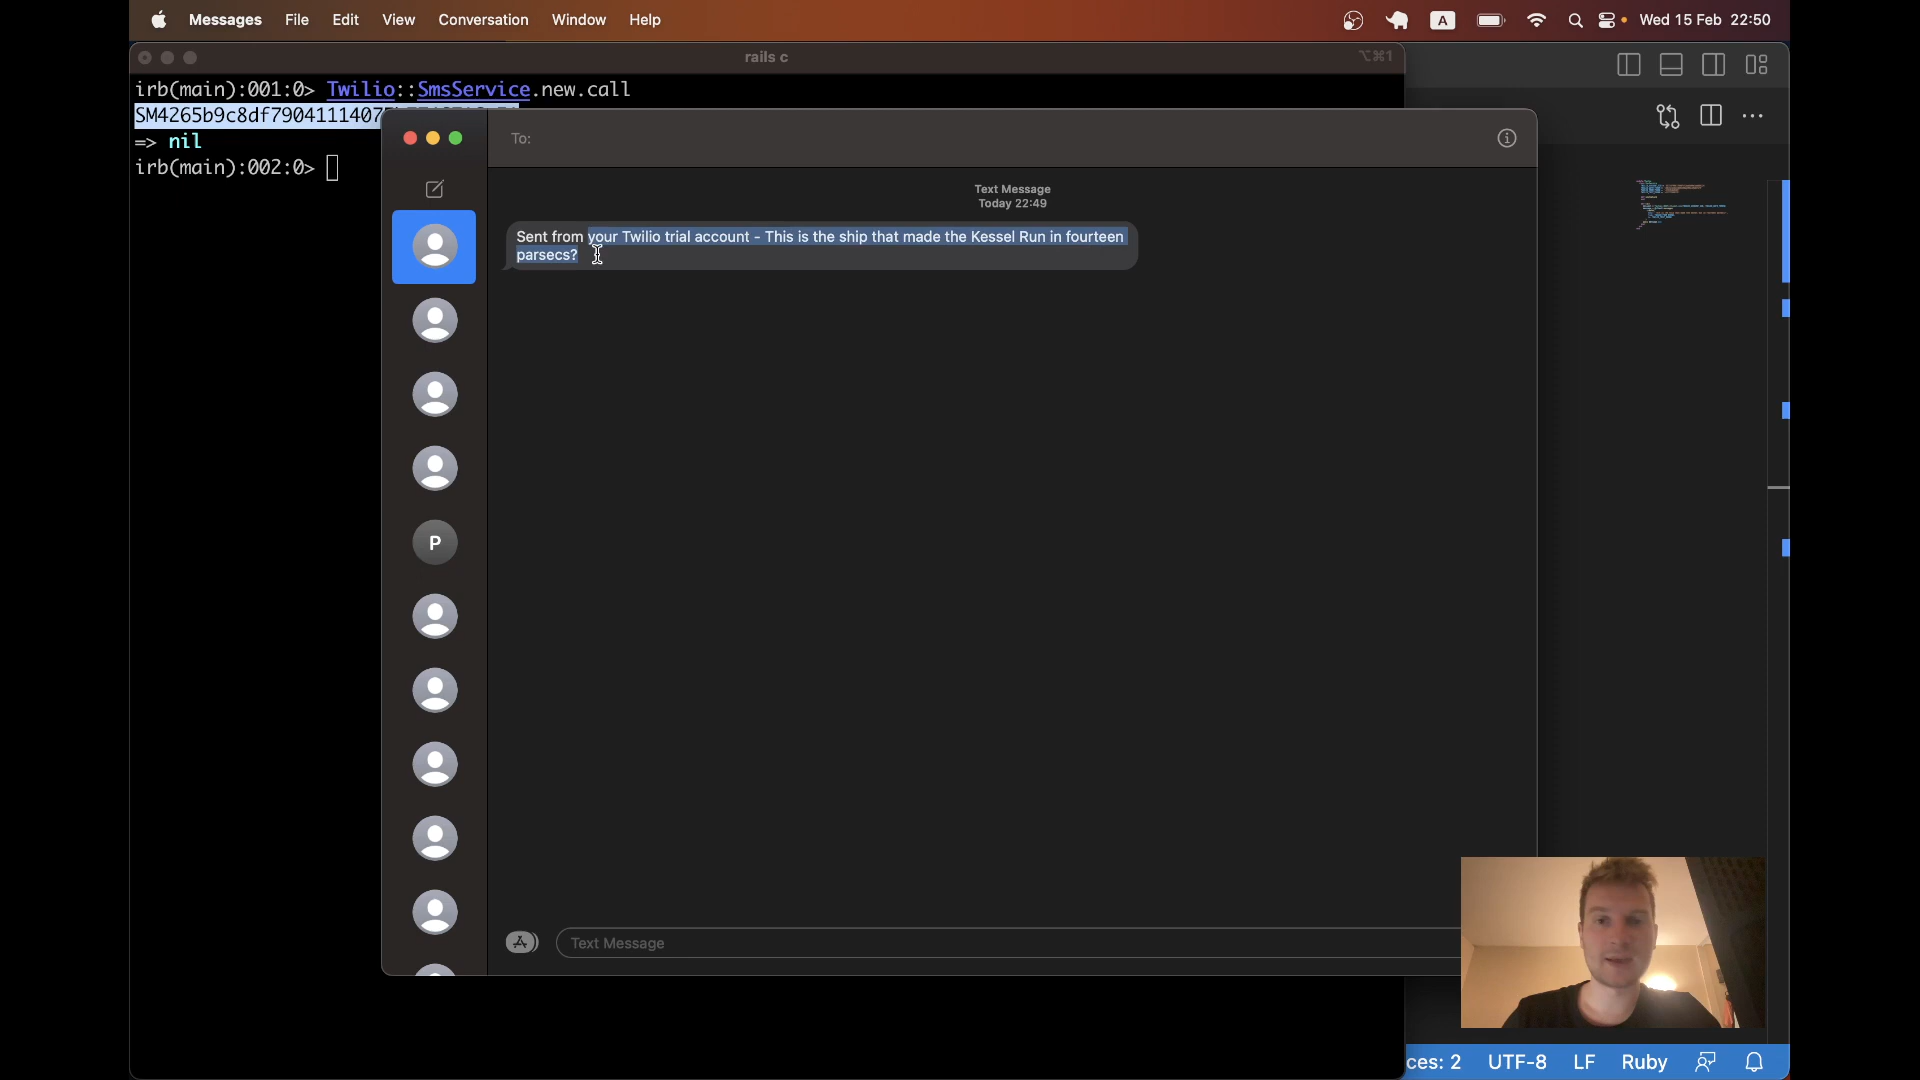 Messages File Edit View Conversation Window Help A Wed 15 Feb 22:50
rails c ⌥⌘1
irb(main):001:0> Twilio::SmsService.new.call
SM4265b9c8df7904111407
=> nil
irb(main):002:0>
To:
Text Message
Today 22:49
Sent from your Twilio trial account - This is the ship that made the Kessel Run in fourteen
parsecs?
P
Text Message
ces: 2 UTF-8 LF Ruby